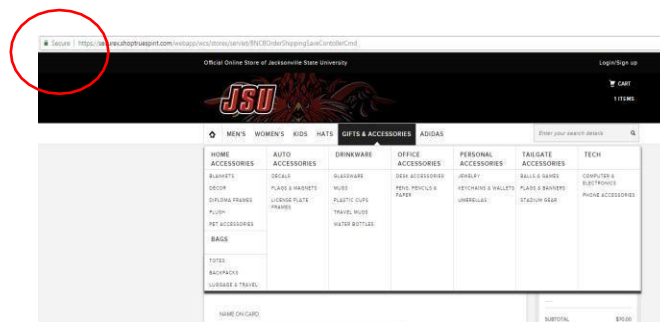 Secure | https://securex.shoptruespirit.com/webapp/wcs/stores/servlet/BNCBOrderShippingSaveControllerCmd
Official Online Store of Jacksonville State University
Login/Sign up
JSU
CART
1 ITEMS
MEN'S WOMEN'S KIDS HATS GIFTS & ACCESSORIES ADIDAS
Enter your search details
HOME ACCESSORIES
BLANKETS
DECOR
DIPLOMA FRAMES
PLUSH
PET ACCESSORIES
BAGS
TOTES
BACKPACKS
LUGGAGE & TRAVEL
AUTO ACCESSORIES
DECALS
FLAGS & MAGNETS
LICENSE PLATE
FRAMES
DRINKWARE
GLASSWARE
MUGS
PLASTIC CUPS
TRAVEL MUGS
WATER BOTTLES
OFFICE ACCESSORIES
DESK ACCESSORIES
PENS, PENCILS &
PAPER
PERSONAL ACCESSORIES
JEWELRY
KEYCHAINS & WALLETS
UMBRELLAS
TAILGATE ACCESSORIES
BALLS & GAMES
FLAGS & BANNERS
STADIUM GEAR
TECH
COMPUTER &
ELECTRONICS
PHONE ACCESSORIES
NAME ON CARD
SUBTOTAL $70.00